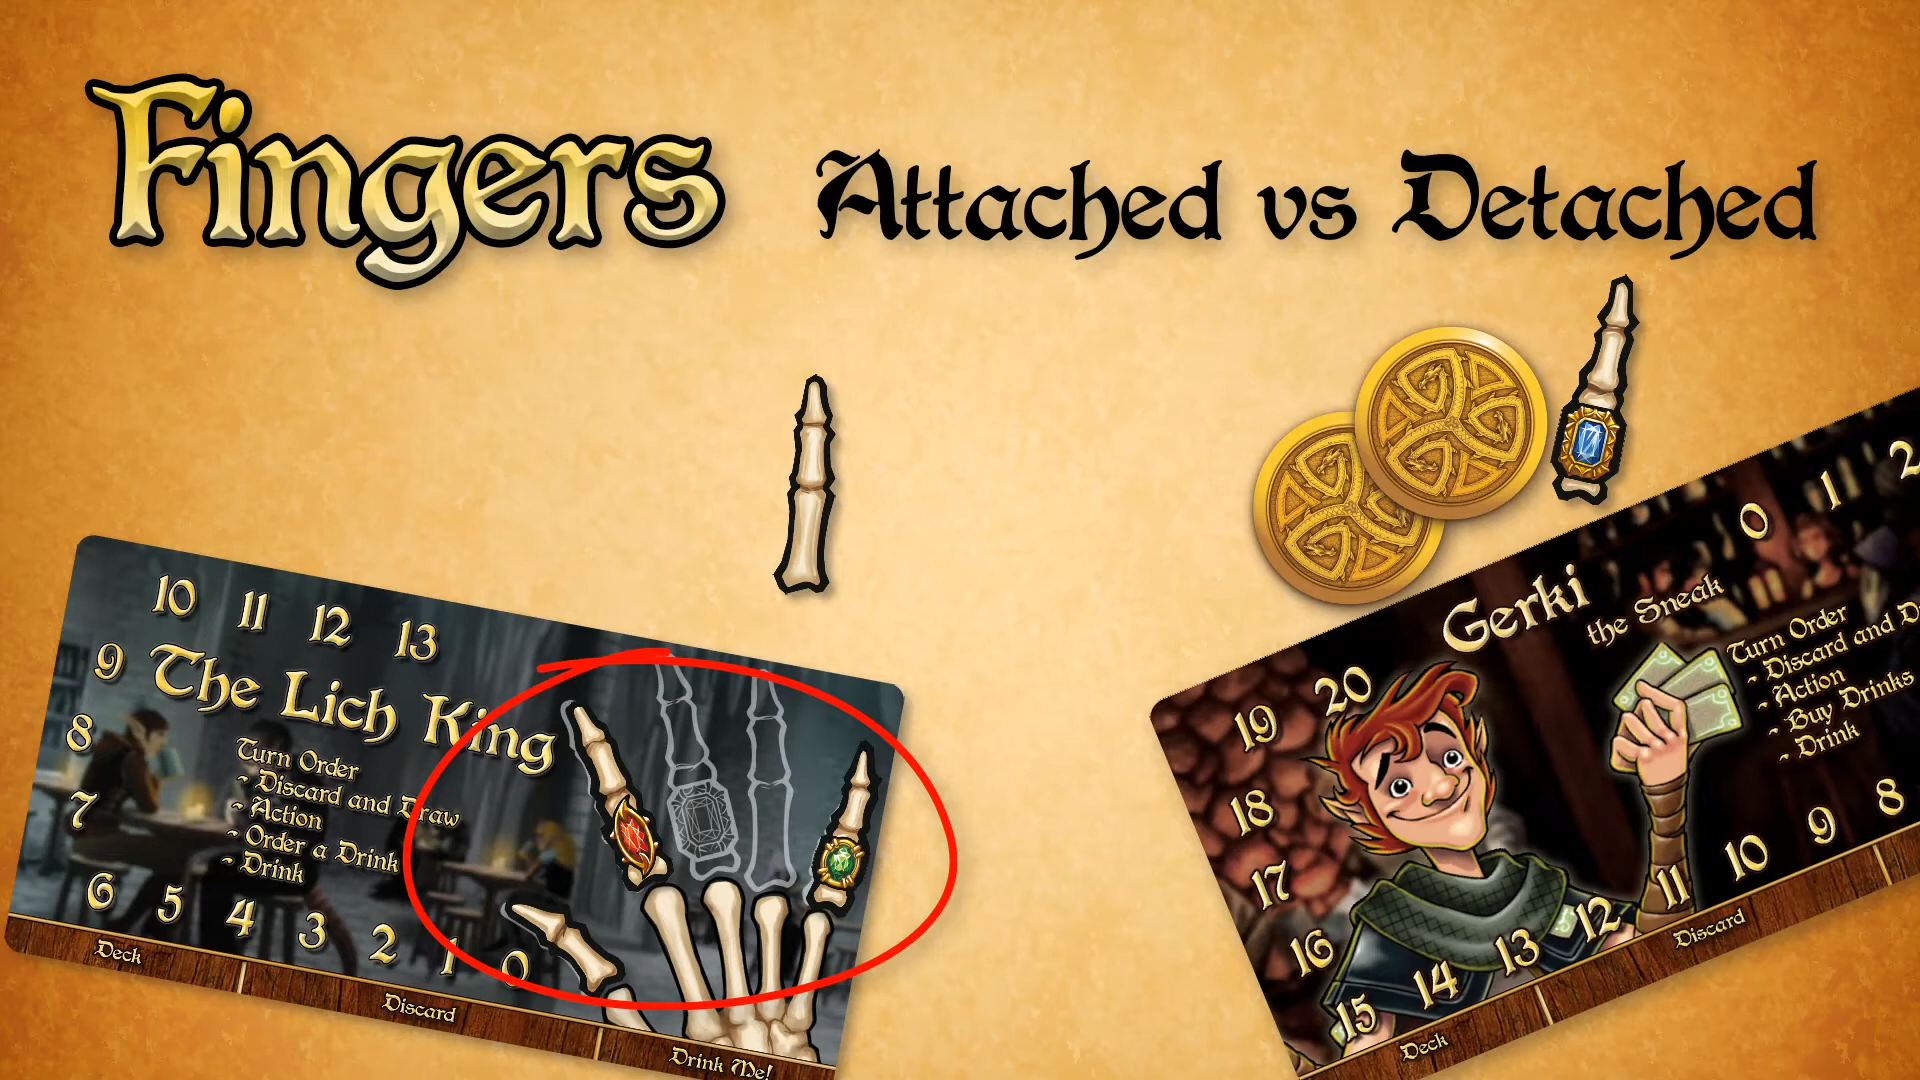 Fingers Attached vs Detached
10 11 12 13
9 The Lich King
8
7
6 5 4 3 2 1 0
Turn Order
- Discard and Draw
- Action
- Order a Drink
- Drink
Deck
Discard
Drink Me!
0 1
Gerki
the Sneak
Turn Order
- Discard and D
- Action
- Buy Drinks
- Drink
20
19
18
17
16
15 14 13 12 11 10 9 8
Deck
Discard